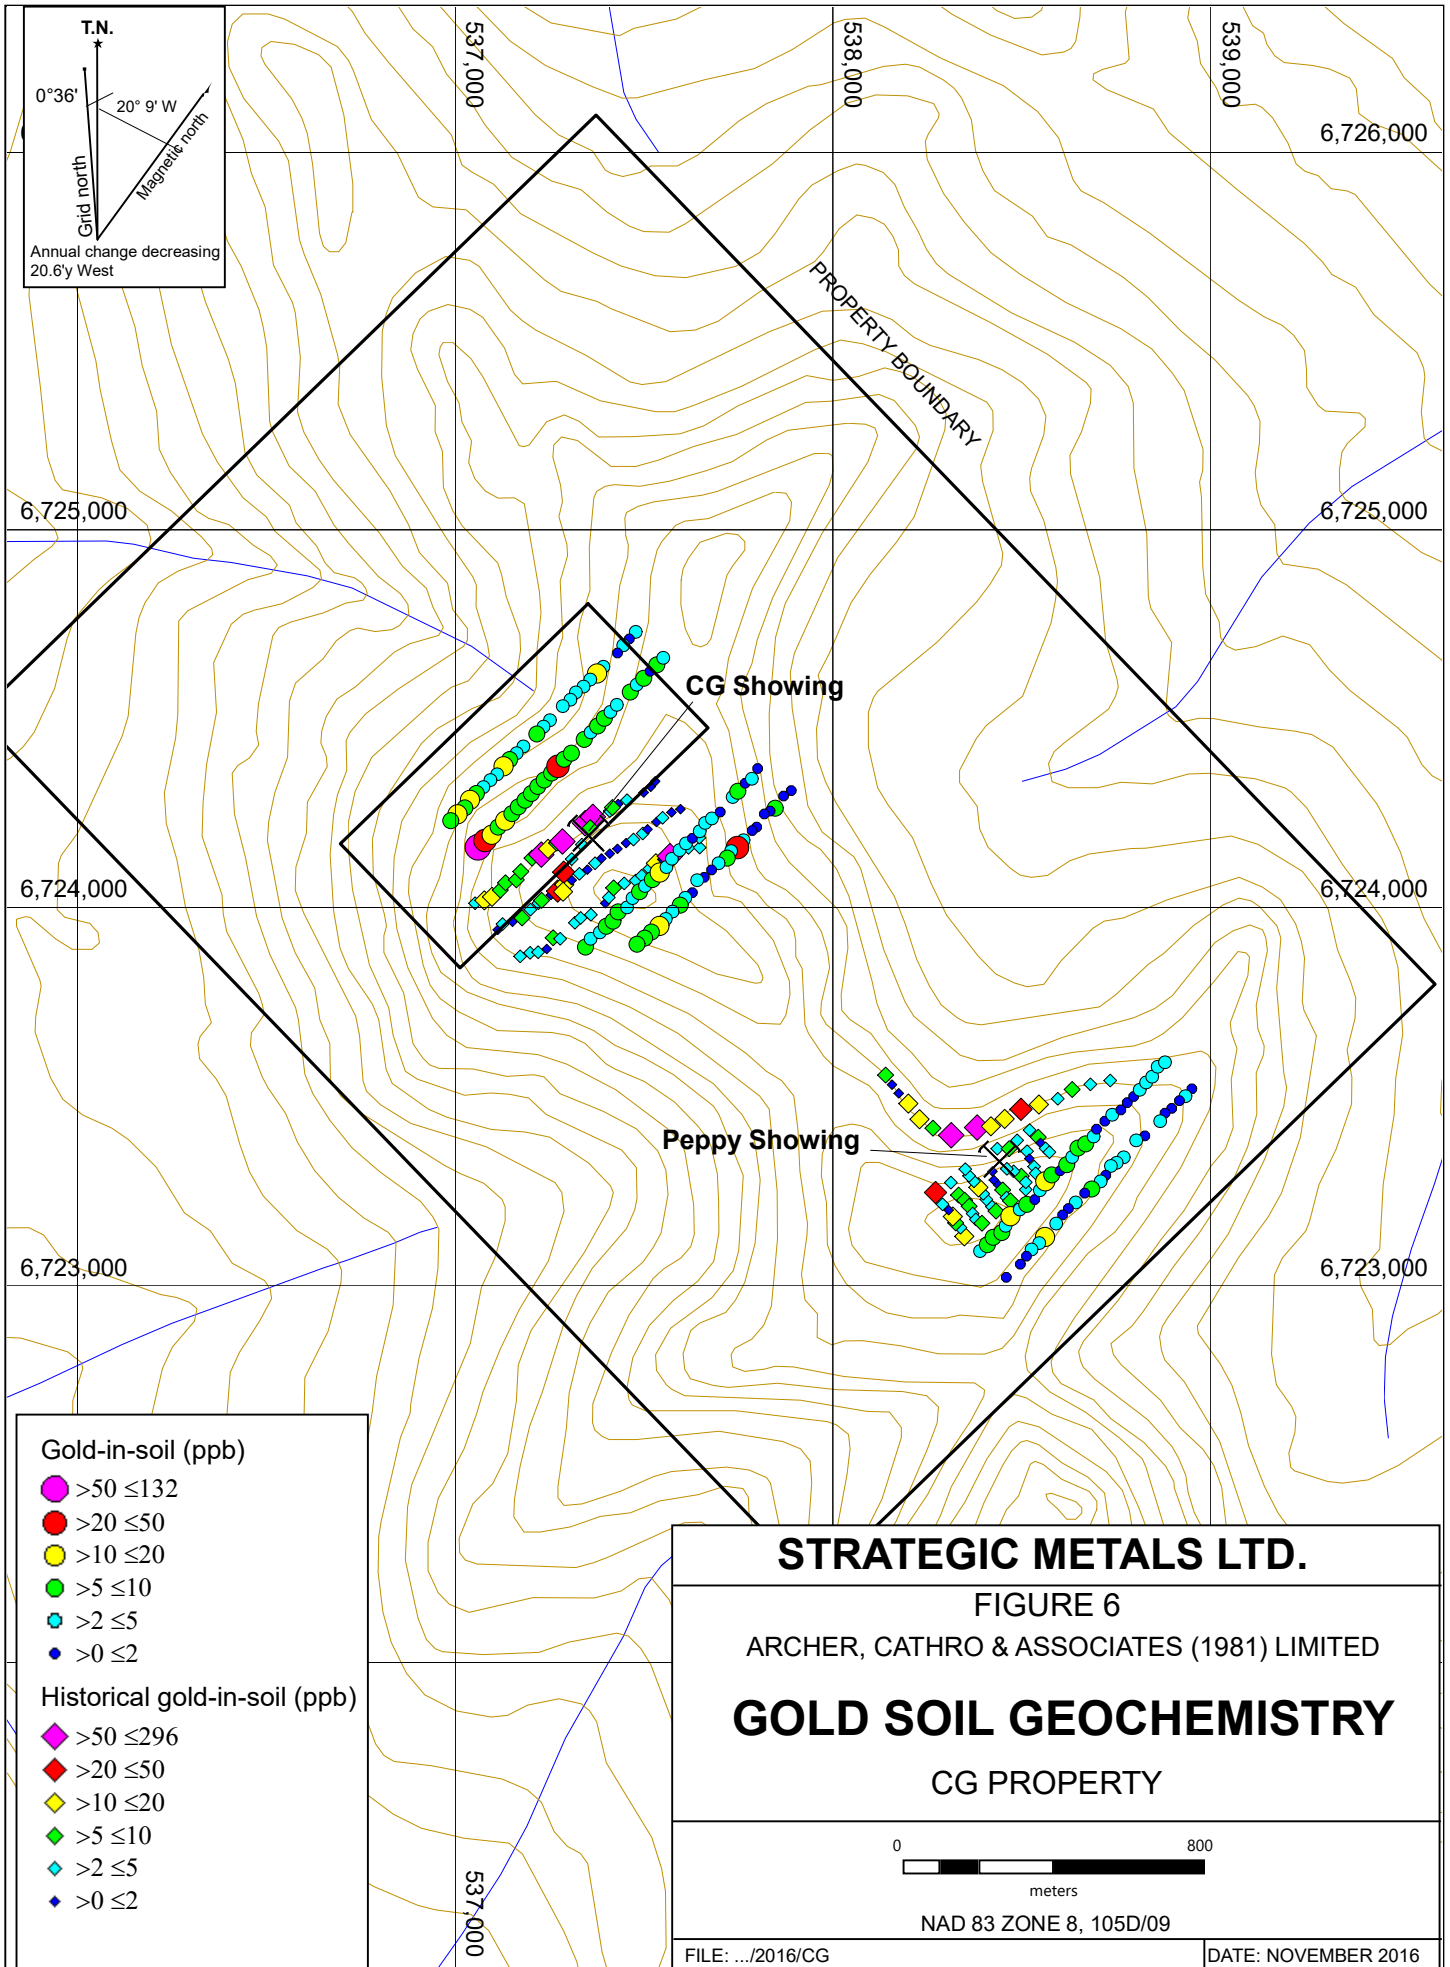 T.N.
0°36'
20° 9' W
Grid north
Magnetic north
Annual change decreasing
20.6'y West
537,000
538,000
539,000
6,726,000
PROPERTY BOUNDARY
6,725,000
6,725,000
CG Showing
6,724,000
6,724,000
Peppy Showing
6,723,000
6,723,000
Gold-in-soil (ppb)
>50 ≤132
>20 ≤50
>10 ≤20
>5 ≤10
>2 ≤5
>0 ≤2
Historical gold-in-soil (ppb)
>50 ≤296
>20 ≤50
>10 ≤20
>5 ≤10
>2 ≤5
>0 ≤2
537,000
STRATEGIC METALS LTD.
FIGURE 6
ARCHER, CATHRO & ASSOCIATES (1981) LIMITED
GOLD SOIL GEOCHEMISTRY
CG PROPERTY
0
800
meters
NAD 83 ZONE 8, 105D/09
FILE: .../2016/CG
DATE: NOVEMBER 2016